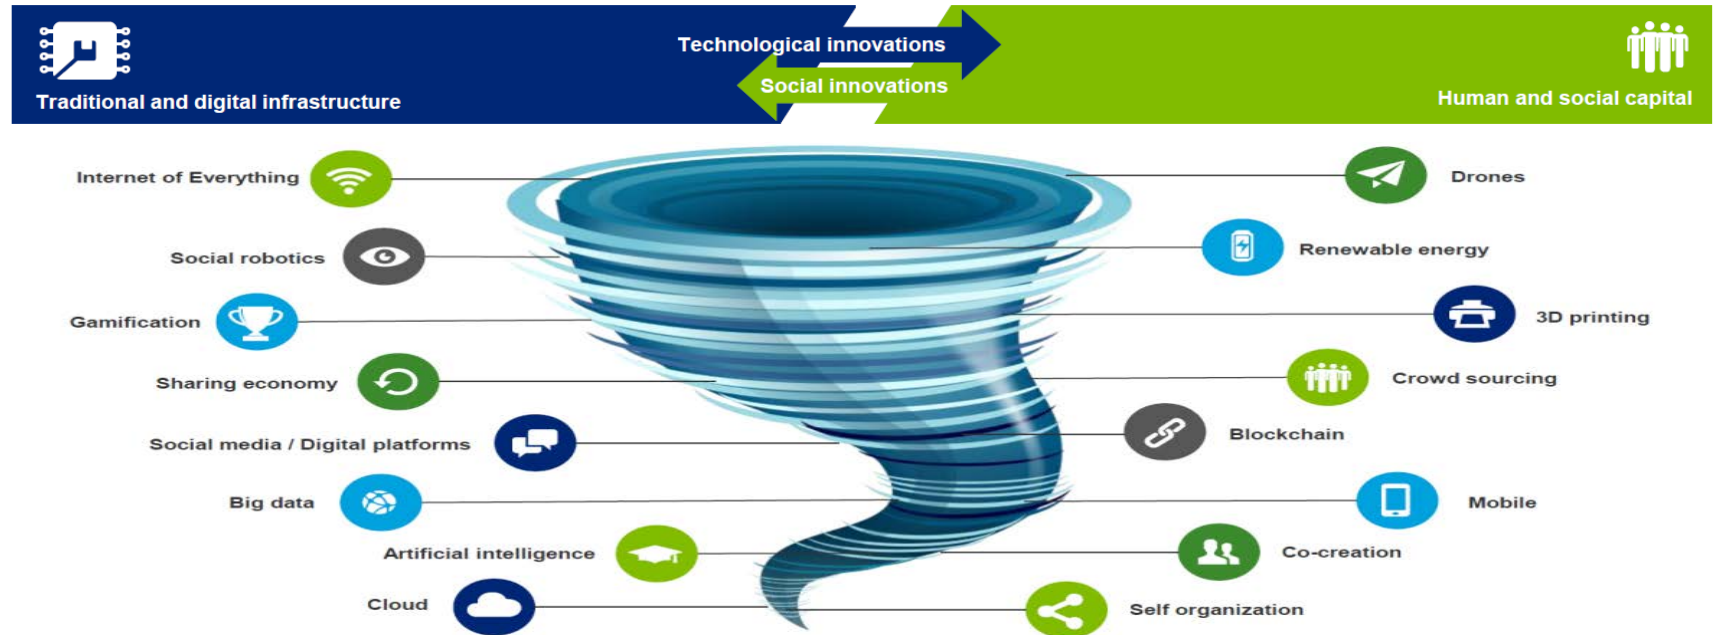 Technological innovations
Social innovations
Traditional and digital infrastructure
Human and social capital
Internet of Everything
Drones
Social robotics
Renewable energy
Gamification
3D printing
Sharing economy
Crowd sourcing
Social media / Digital platforms
Blockchain
Big data
Mobile
Artificial intelligence
Co-creation
Cloud
Self organization